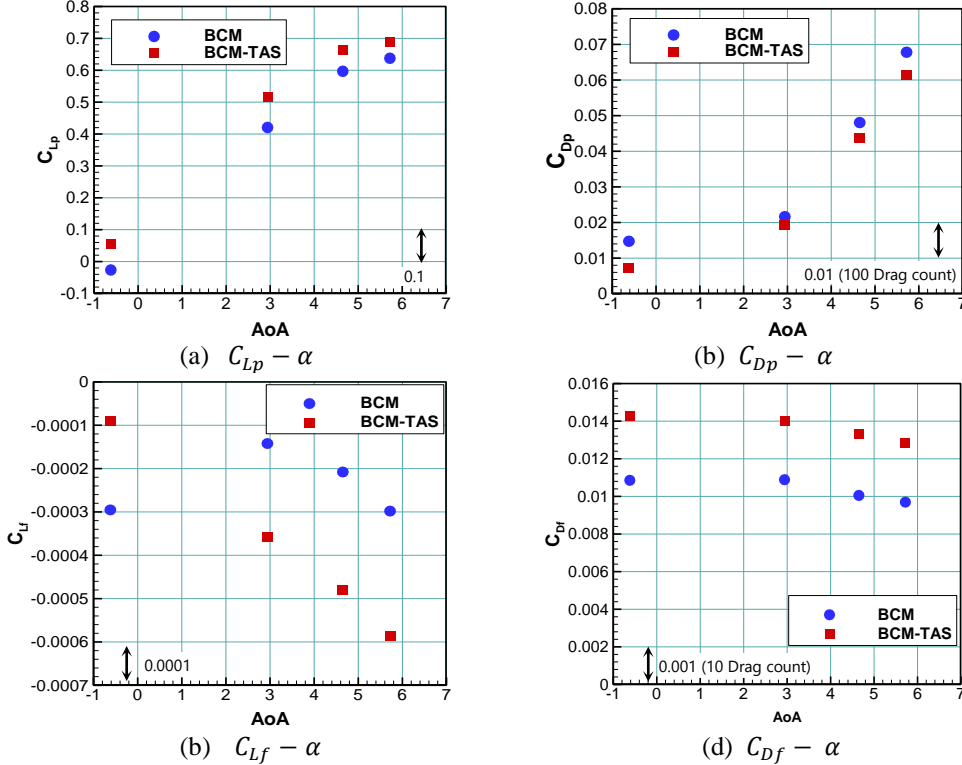 0.8
0.7
0.6
0.5
0.4
0.3
0.2
0.1
0
-0.1
C_Lp
BCM
BCM-TAS
0.1
-1 0 1 2 3 4 5 6 7
AoA
(a) C_Lp − α
0.08
0.07
0.06
0.05
0.04
0.03
0.02
0.01
0
C_Dp
BCM
BCM-TAS
0.01 (100 Drag count)
-1 0 1 2 3 4 5 6 7
AoA
(b) C_Dp − α
0
-0.0001
-0.0002
-0.0003
-0.0004
-0.0005
-0.0006
-0.0007
C_Lf
BCM
BCM-TAS
0.0001
-1 0 1 2 3 4 5 6 7
AoA
(b) C_Lf − α
0.016
0.014
0.012
0.01
0.008
0.006
0.004
0.002
0
C_Df
BCM
BCM-TAS
0.001 (10 Drag count)
-1 0 1 2 3 4 5 6 7
AoA
(d) C_Df − α